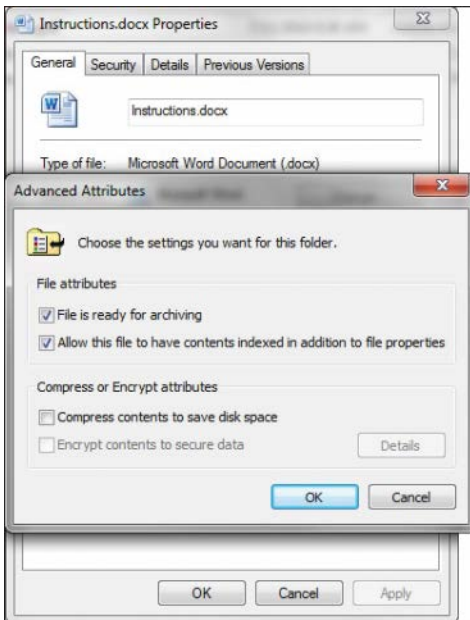 Instructions.docx Properties
General Security Details Previous Versions
Instructions.docx
Type of file: Microsoft Word Document (.docx)
Advanced Attributes
Choose the settings you want for this folder.
File attributes
File is ready for archiving
Allow this file to have contents indexed in addition to file properties
Compress or Encrypt attributes
Compress contents to save disk space
Encrypt contents to secure data Details
OK Cancel
OK Cancel Apply